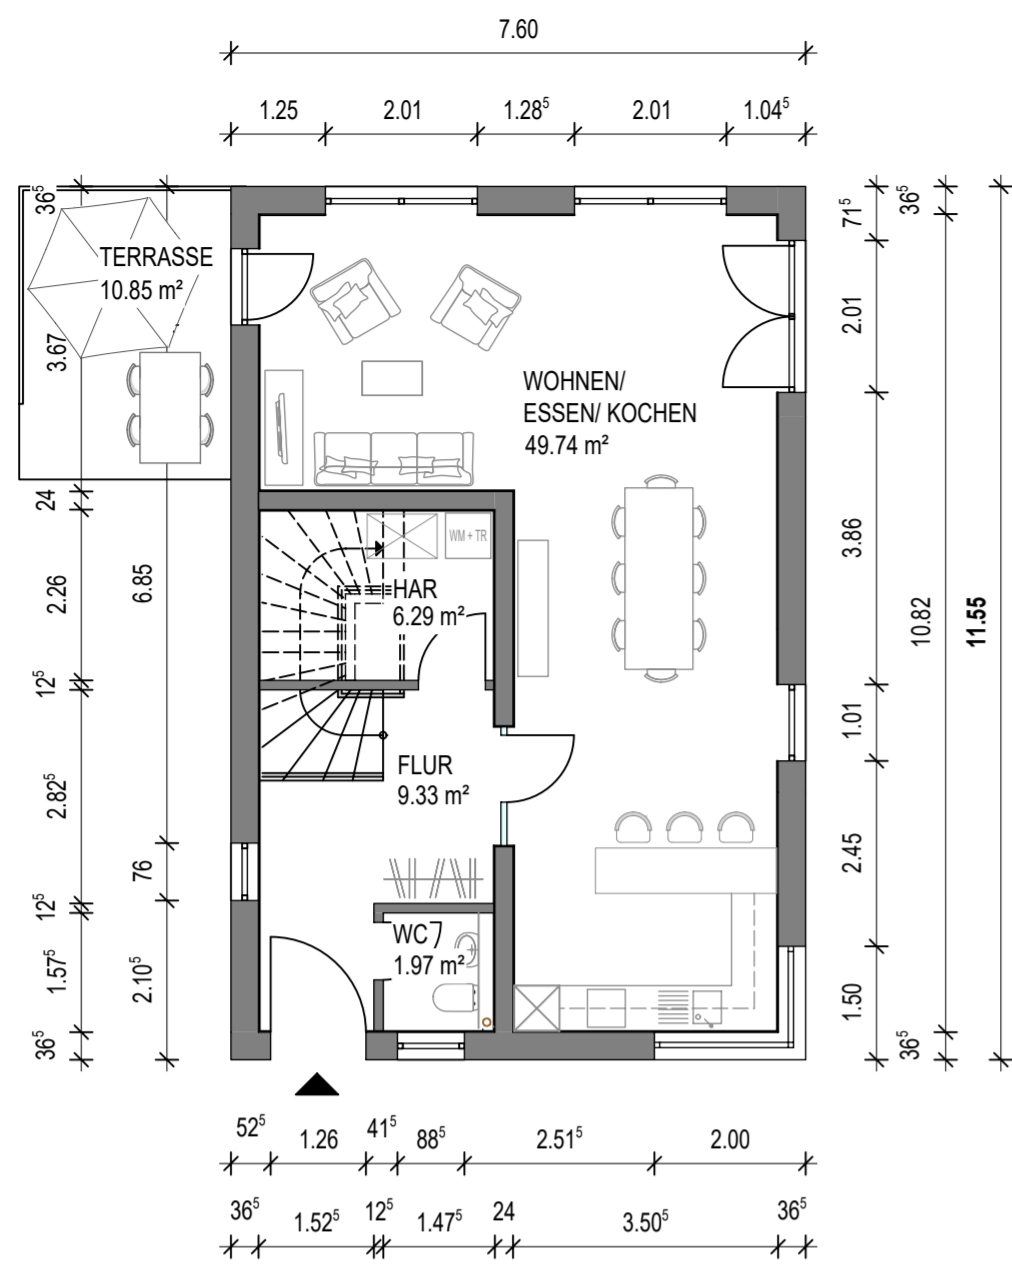 7.60
1.25 2.01 1.28⁵ 2.01 1.04⁵
36⁵
3.67
24
2.26
12⁵
2.82⁵
12⁵
1.57⁵
36⁵
6.85
76
2.10⁵
TERRASSE
10.85 m²
WOHNEN/
ESSEN/ KOCHEN
49.74 m²
WM + TR
HAR
6.29 m²
FLUR
9.33 m²
WC
1.97 m²
71⁵
2.01
3.86
1.01
2.45
1.50
36⁵
10.82
36⁵
11.55
52⁵ 1.26 41⁵ 88⁵ 2.51⁵ 2.00
36⁵ 1.52⁵ 12⁵ 1.47⁵ 24 3.50⁵ 36⁵